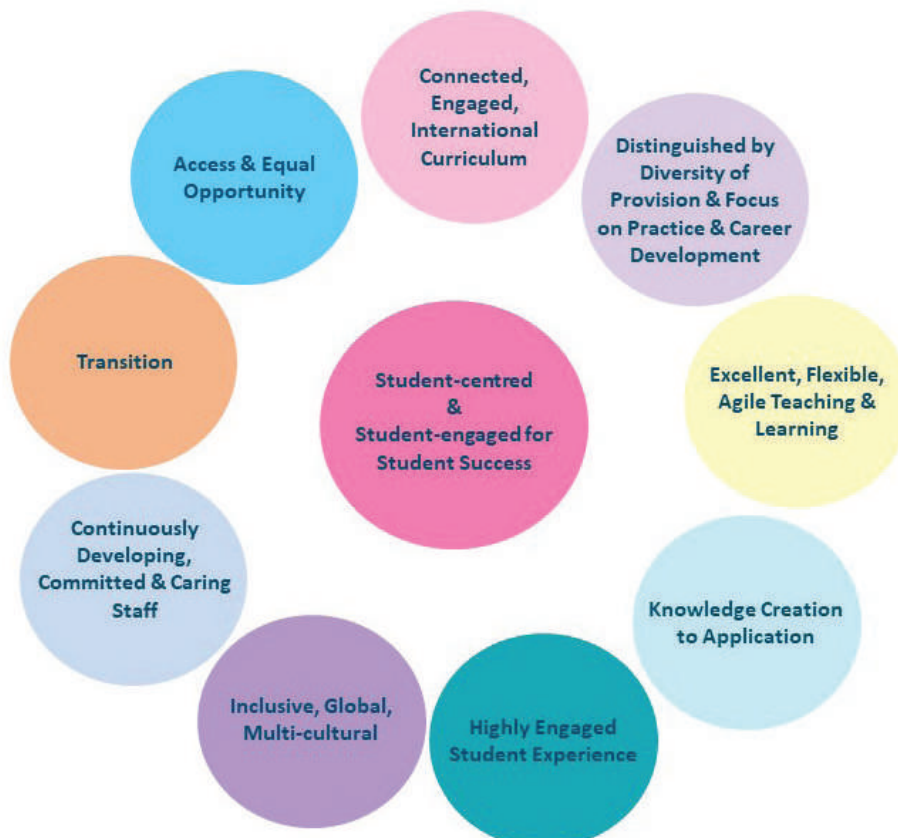 Connected,
Engaged,
International
Curriculum
Distinguished by
Diversity of
Provision & Focus
on Practice & Career
Development
Excellent, Flexible,
Agile Teaching &
Learning
Knowledge Creation
to Application
Highly Engaged
Student Experience
Inclusive, Global,
Multi-cultural
Continuously
Developing,
Committed & Caring
Staff
Transition
Access & Equal
Opportunity
Student-centred
&
Student-engaged for
Student Success